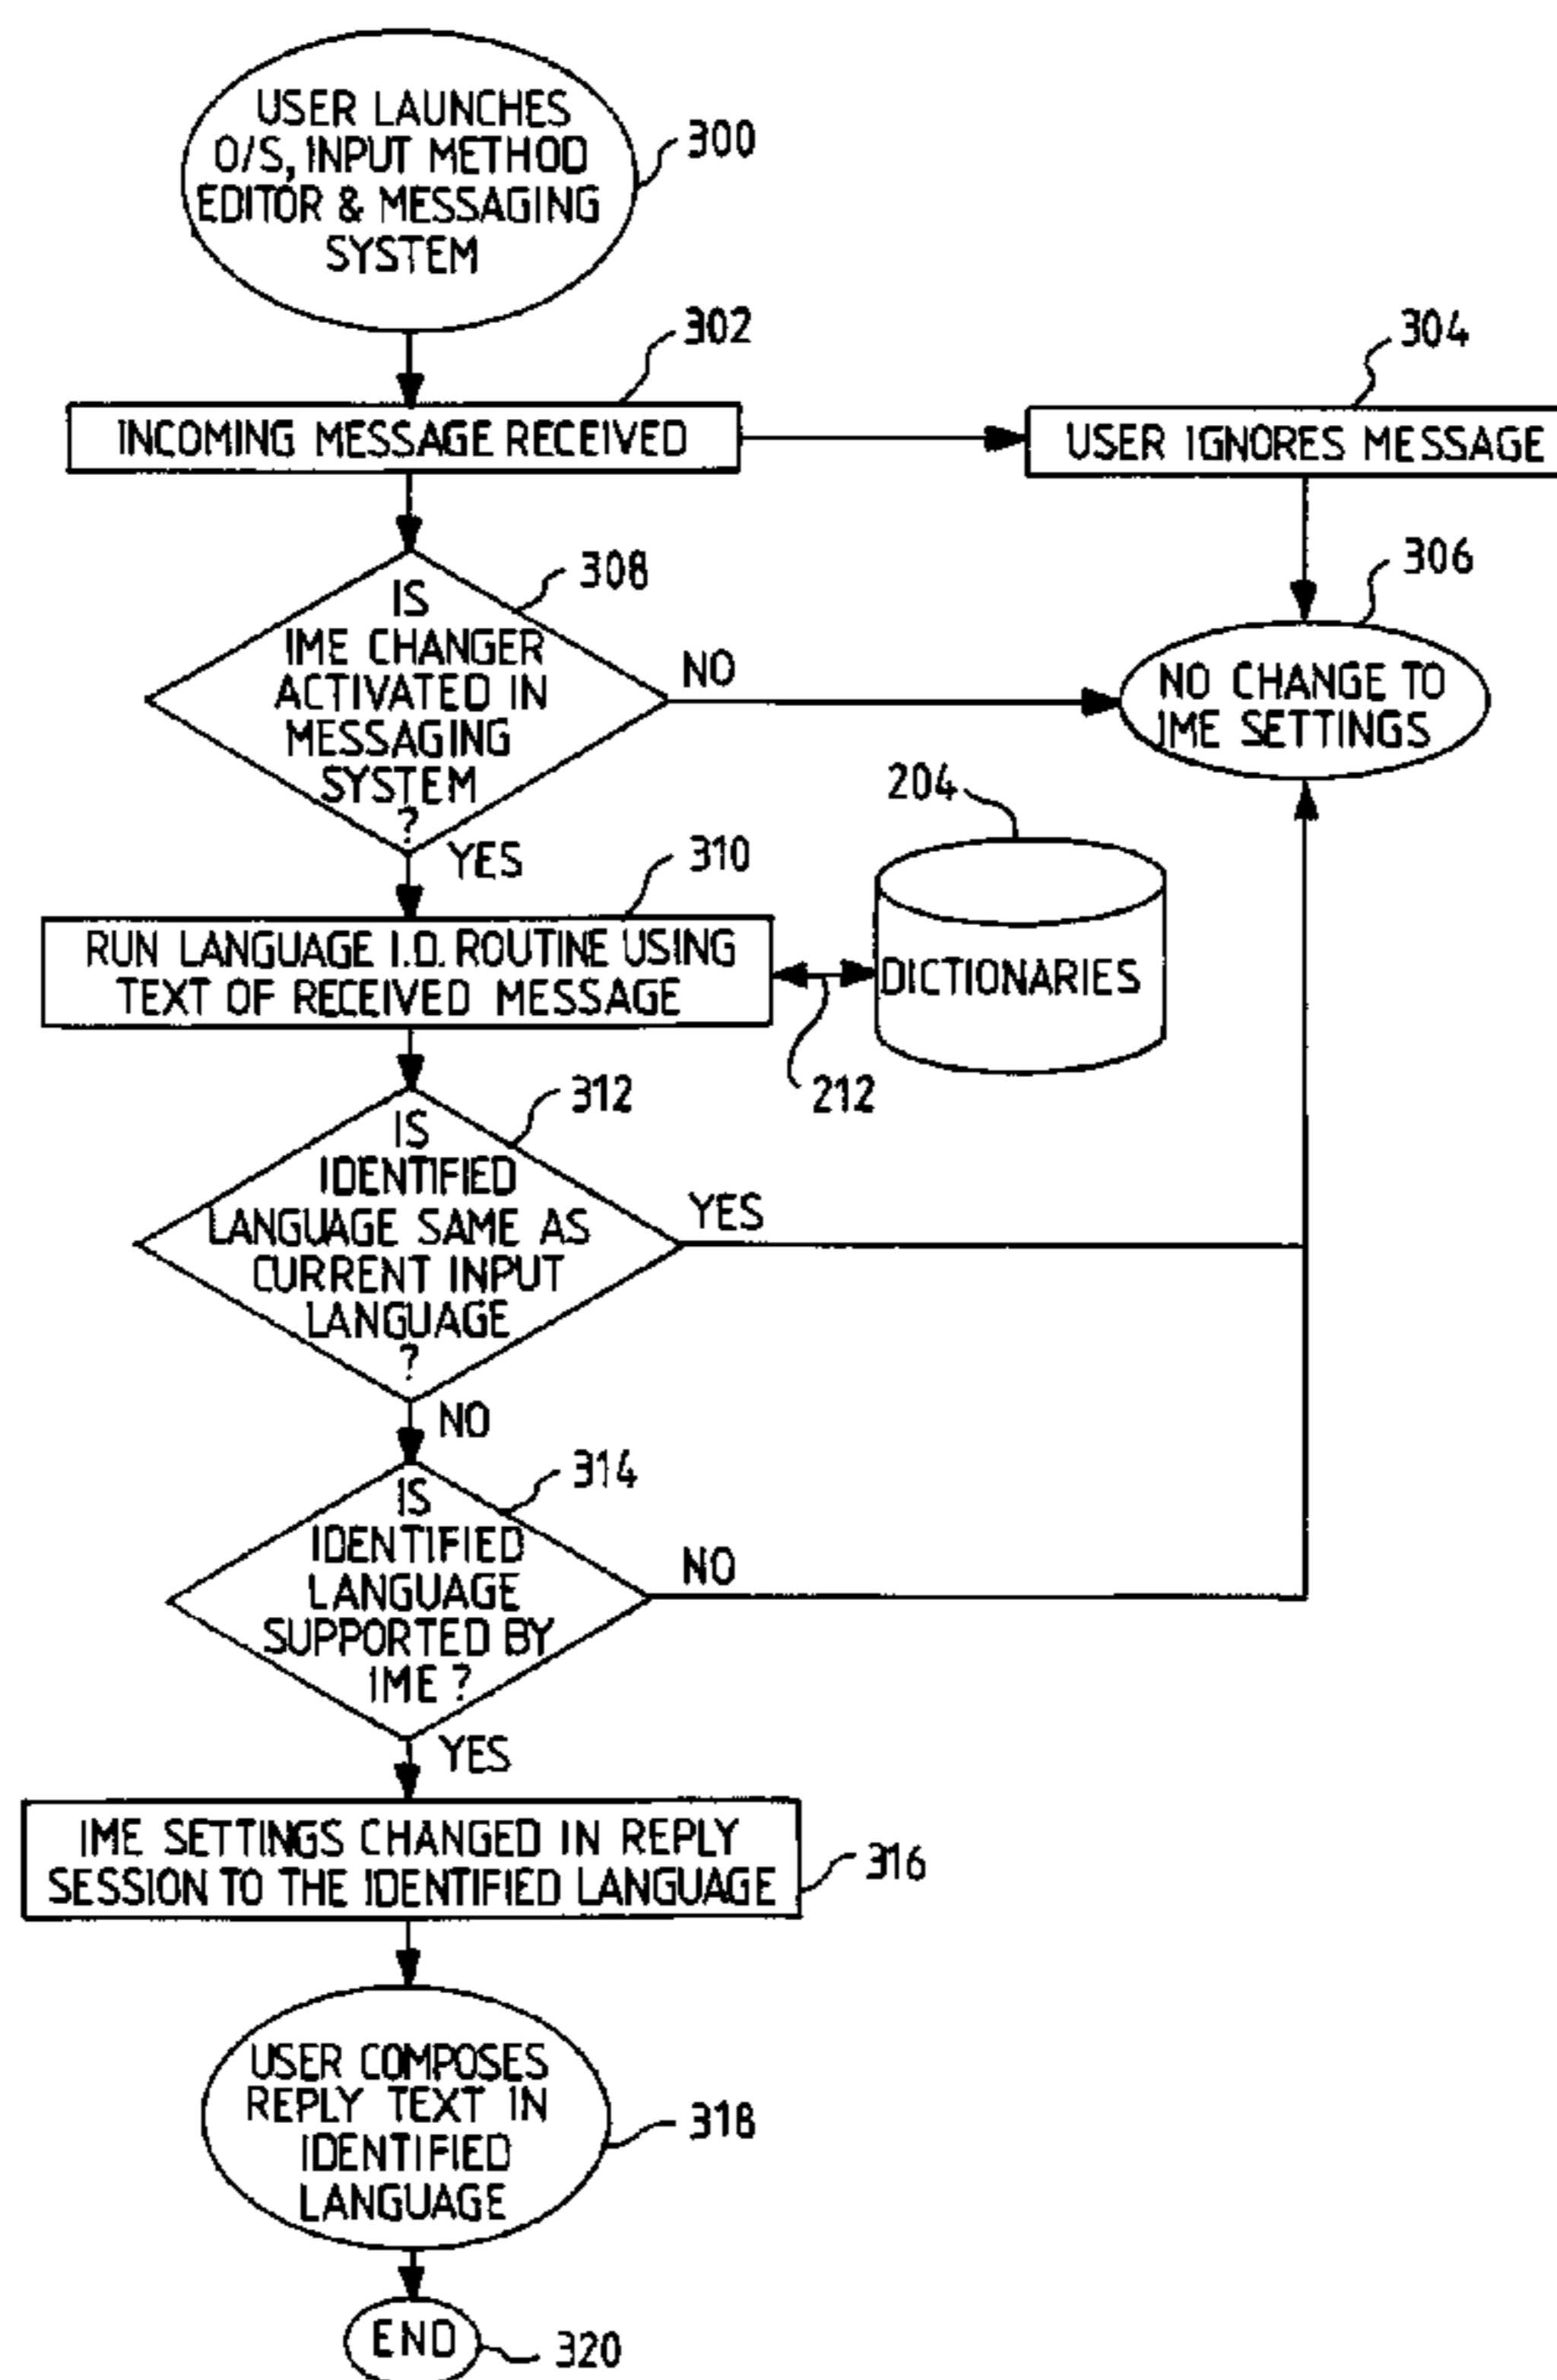 USER LAUNCHES
O/S, INPUT METHOD
EDITOR & MESSAGING
SYSTEM
300
302
INCOMING MESSAGE RECEIVED
304
USER IGNORES MESSAGE
306
NO CHANGE TO
IME SETTINGS
308
IS
IME CHANGER
ACTIVATED IN
MESSAGING
SYSTEM
?
NO
YES
310
RUN LANGUAGE I.D. ROUTINE USING
TEXT OF RECEIVED MESSAGE
204
DICTIONARIES
212
312
IS
IDENTIFIED
LANGUAGE SAME AS
CURRENT INPUT
LANGUAGE
?
YES
NO
314
IS
IDENTIFIED
LANGUAGE
SUPPORTED BY
IME ?
NO
YES
IME SETTINGS CHANGED IN REPLY
SESSION TO THE IDENTIFIED LANGUAGE
316
USER COMPOSES
REPLY TEXT IN
IDENTIFIED
LANGUAGE
318
END
320